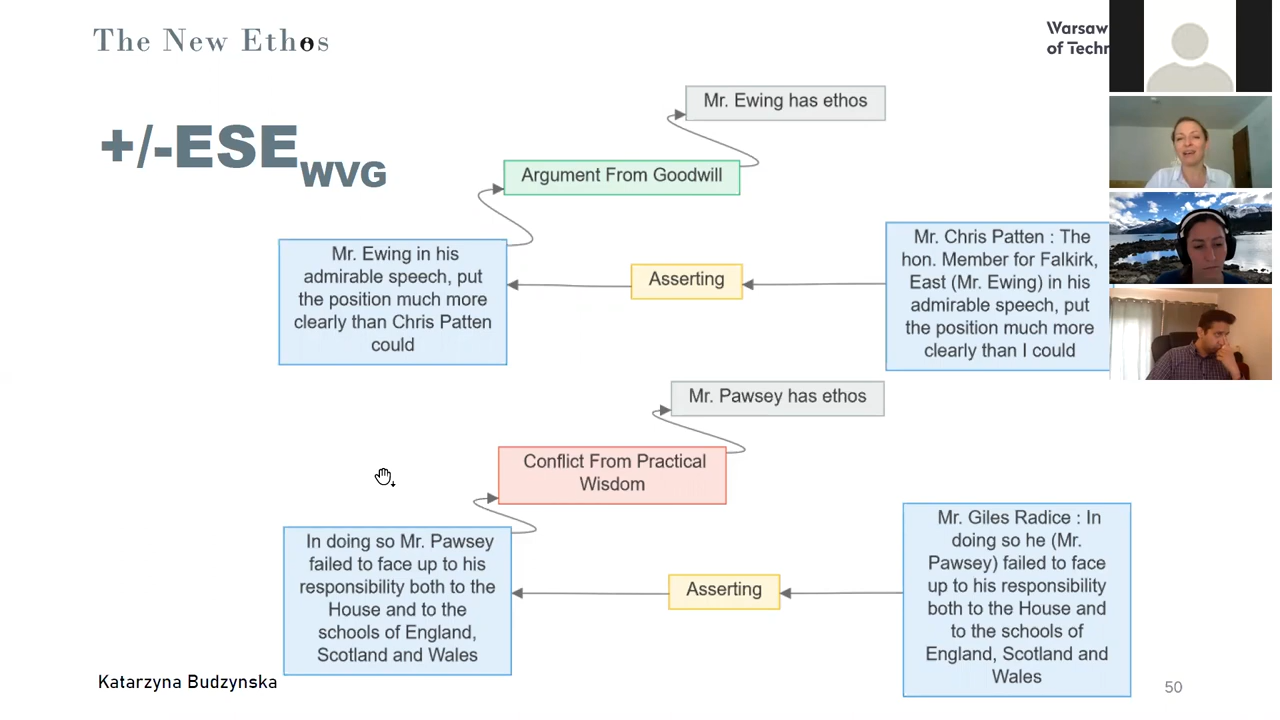 The New Ethos
Warsaw
of Techn
+/-ESE
WVG
Mr. Ewing has ethos
Argument From Goodwill
Mr. Ewing in his
admirable speech, put
the position much more
clearly than Chris Patten
could
Asserting
Mr. Chris Patten : The
hon. Member for Falkirk,
East (Mr. Ewing) in his
admirable speech, put
the position much more
clearly than I could
Mr. Pawsey has ethos
Conflict From Practical
Wisdom
In doing so Mr. Pawsey
failed to face up to his
responsibility both to the
House and to the
schools of England,
Scotland and Wales
Asserting
Mr. Giles Radice : In
doing so he (Mr.
Pawsey) failed to face
up to his responsibility
both to the House and
to the schools of
England, Scotland and
Wales
Katarzyna Budzynska
50